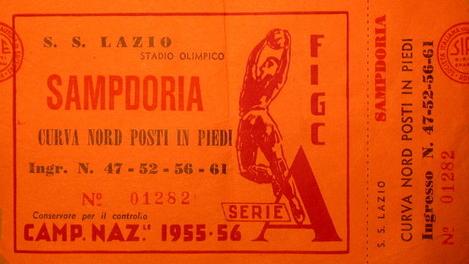 S. S. LAZIO
STADIO OLIMPICO
SAMPDORIA
CURVA NORD POSTI IN PIEDI
Ingr. N. 47 - 52 - 56 - 61
Nº 01282
Conservare per il controllo
CAMP. NAZ.LE 1955-56
FIGC
SERIE A
S. S. LAZIO
SAMPDORIA
CURVA NORD POSTI IN PIEDI
Ingresso N. 47-52-56-61
Nº 01282